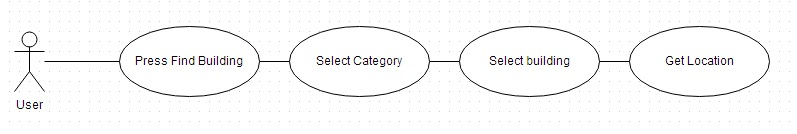 Press Find Building
Select Category
Select building
Get Location
User